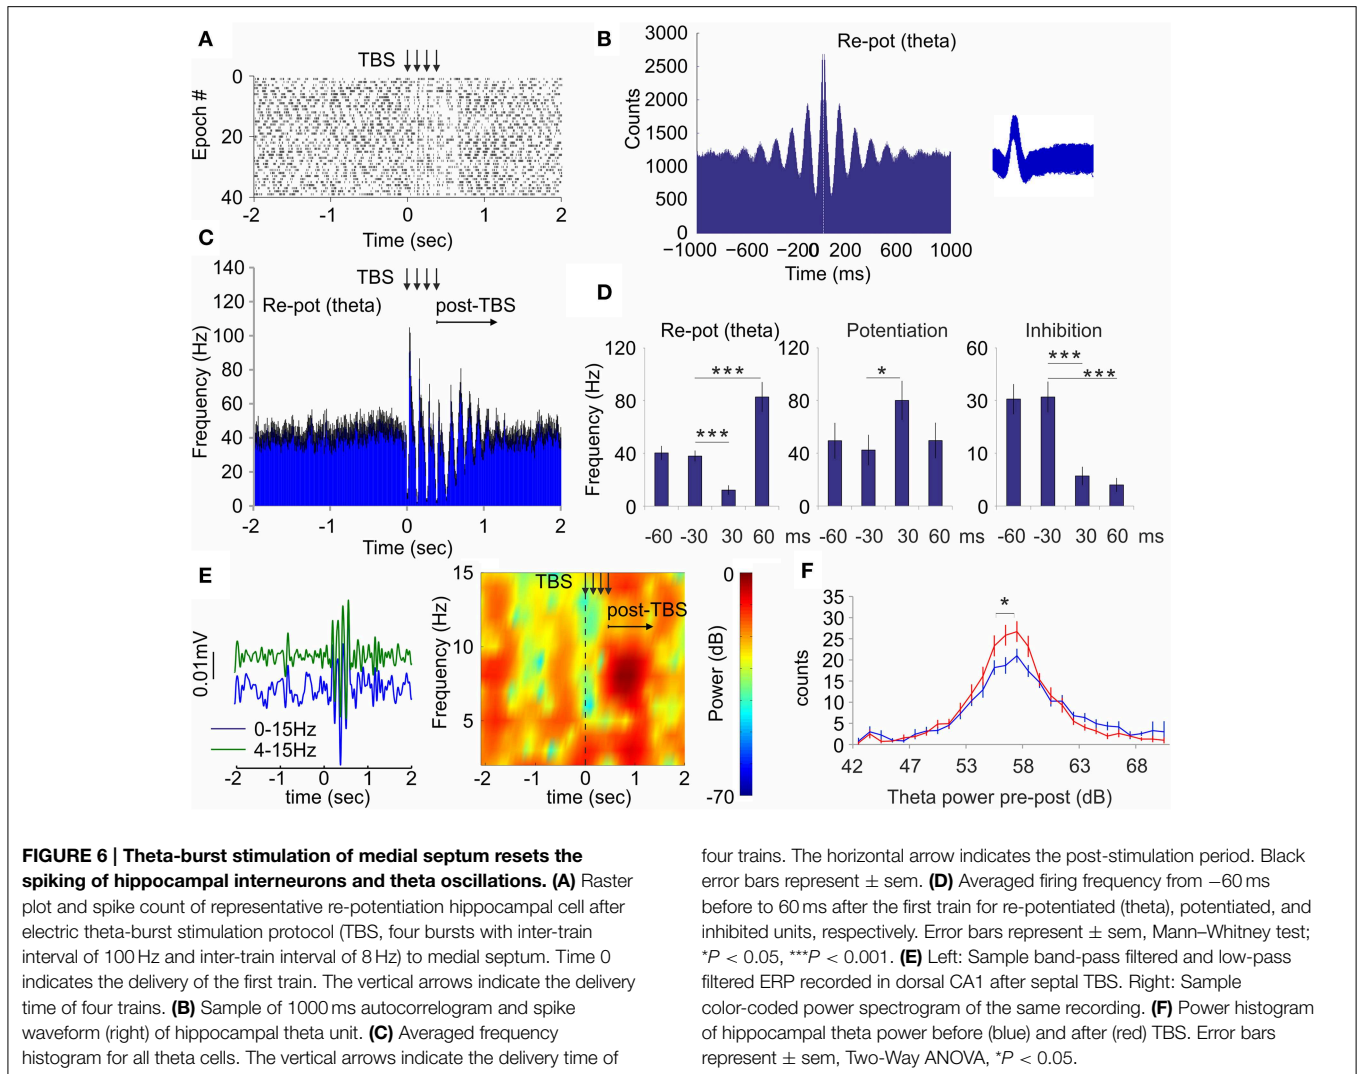 A
TBS
0
20
40
Epoch #
-2
-1
0
1
2
Time (sec)
B
Re-pot (theta)
3000
2500
2000
1500
1000
500
0
Counts
−1000
−600
−200
0
200
600
1000
Time (ms)
C
TBS
Re-pot (theta)
post-TBS
140
120
100
80
60
40
20
0
Frequency (Hz)
-2
-1
0
1
2
Time (sec)
D
Re-pot (theta)
Potentiation
Inhibition
120
80
40
0
Frequency (Hz)
***
***
-60 -30 30 60 ms
120
80
40
0
*
-60 -30 30 60 ms
60
30
10
0
***
***
-60 -30 30 60 ms
E
0.01mV
0-15Hz
4-15Hz
-2 -1 0 1 2
time (sec)
15
10
5
Frequency (Hz)
TBS
post-TBS
-2 -1 0 1 2
time (sec)
0
Power (dB)
-70
F
35
30
25
20
15
10
5
0
counts
*
42 47 53 58 63 68
Theta power pre-post (dB)
FIGURE 6 | Theta-burst stimulation of medial septum resets the
spiking of hippocampal interneurons and theta oscillations. (A) Raster
plot and spike count of representative re-potentiation hippocampal cell after
electric theta-burst stimulation protocol (TBS, four bursts with inter-train
interval of 100 Hz and inter-train interval of 8 Hz) to medial septum. Time 0
indicates the delivery of the first train. The vertical arrows indicate the delivery
time of four trains. (B) Sample of 1000 ms autocorrelogram and spike
waveform (right) of hippocampal theta unit. (C) Averaged frequency
histogram for all theta cells. The vertical arrows indicate the delivery time of
four trains. The horizontal arrow indicates the post-stimulation period. Black
error bars represent ± sem. (D) Averaged firing frequency from −60 ms
before to 60 ms after the first train for re-potentiated (theta), potentiated, and
inhibited units, respectively. Error bars represent ± sem, Mann–Whitney test;
*P < 0.05, ***P < 0.001. (E) Left: Sample band-pass filtered and low-pass
filtered ERP recorded in dorsal CA1 after septal TBS. Right: Sample
color-coded power spectrogram of the same recording. (F) Power histogram
of hippocampal theta power before (blue) and after (red) TBS. Error bars
represent ± sem, Two-Way ANOVA, *P < 0.05.